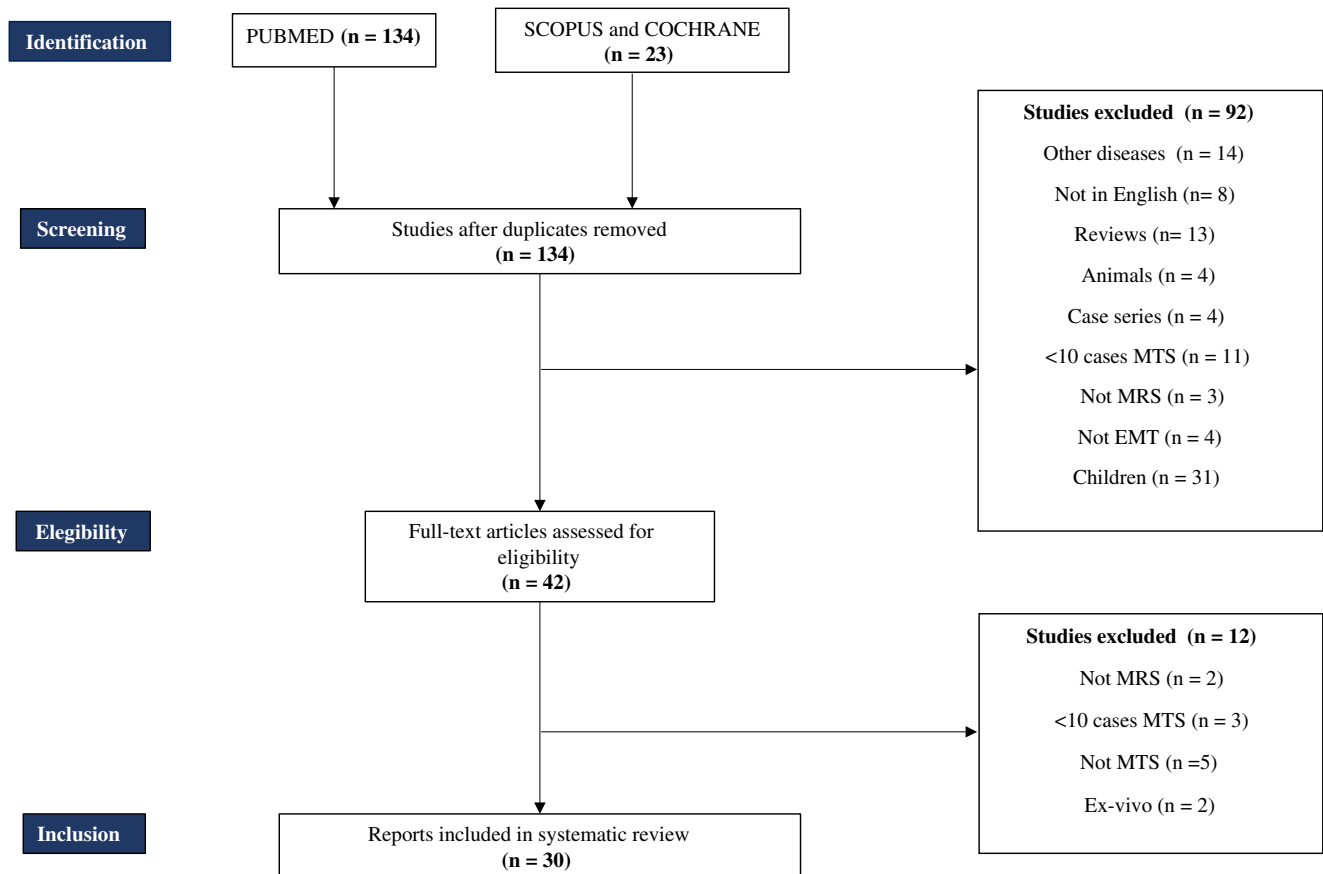 Identification
PUBMED (n = 134)
SCOPUS and COCHRANE
(n = 23)
Studies excluded (n = 92)
Other diseases (n = 14)
Not in English (n= 8)
Reviews (n= 13)
Animals (n = 4)
Case series (n = 4)
<10 cases MTS (n = 11)
Not MRS (n = 3)
Not EMT (n = 4)
Children (n = 31)
Screening
Studies after duplicates removed
(n = 134)
Elegibility
Full-text articles assessed for
eligibility
(n = 42)
Studies excluded (n = 12)
Not MRS (n = 2)
<10 cases MTS (n = 3)
Not MTS (n =5)
Ex-vivo (n = 2)
Inclusion
Reports included in systematic review
(n = 30)